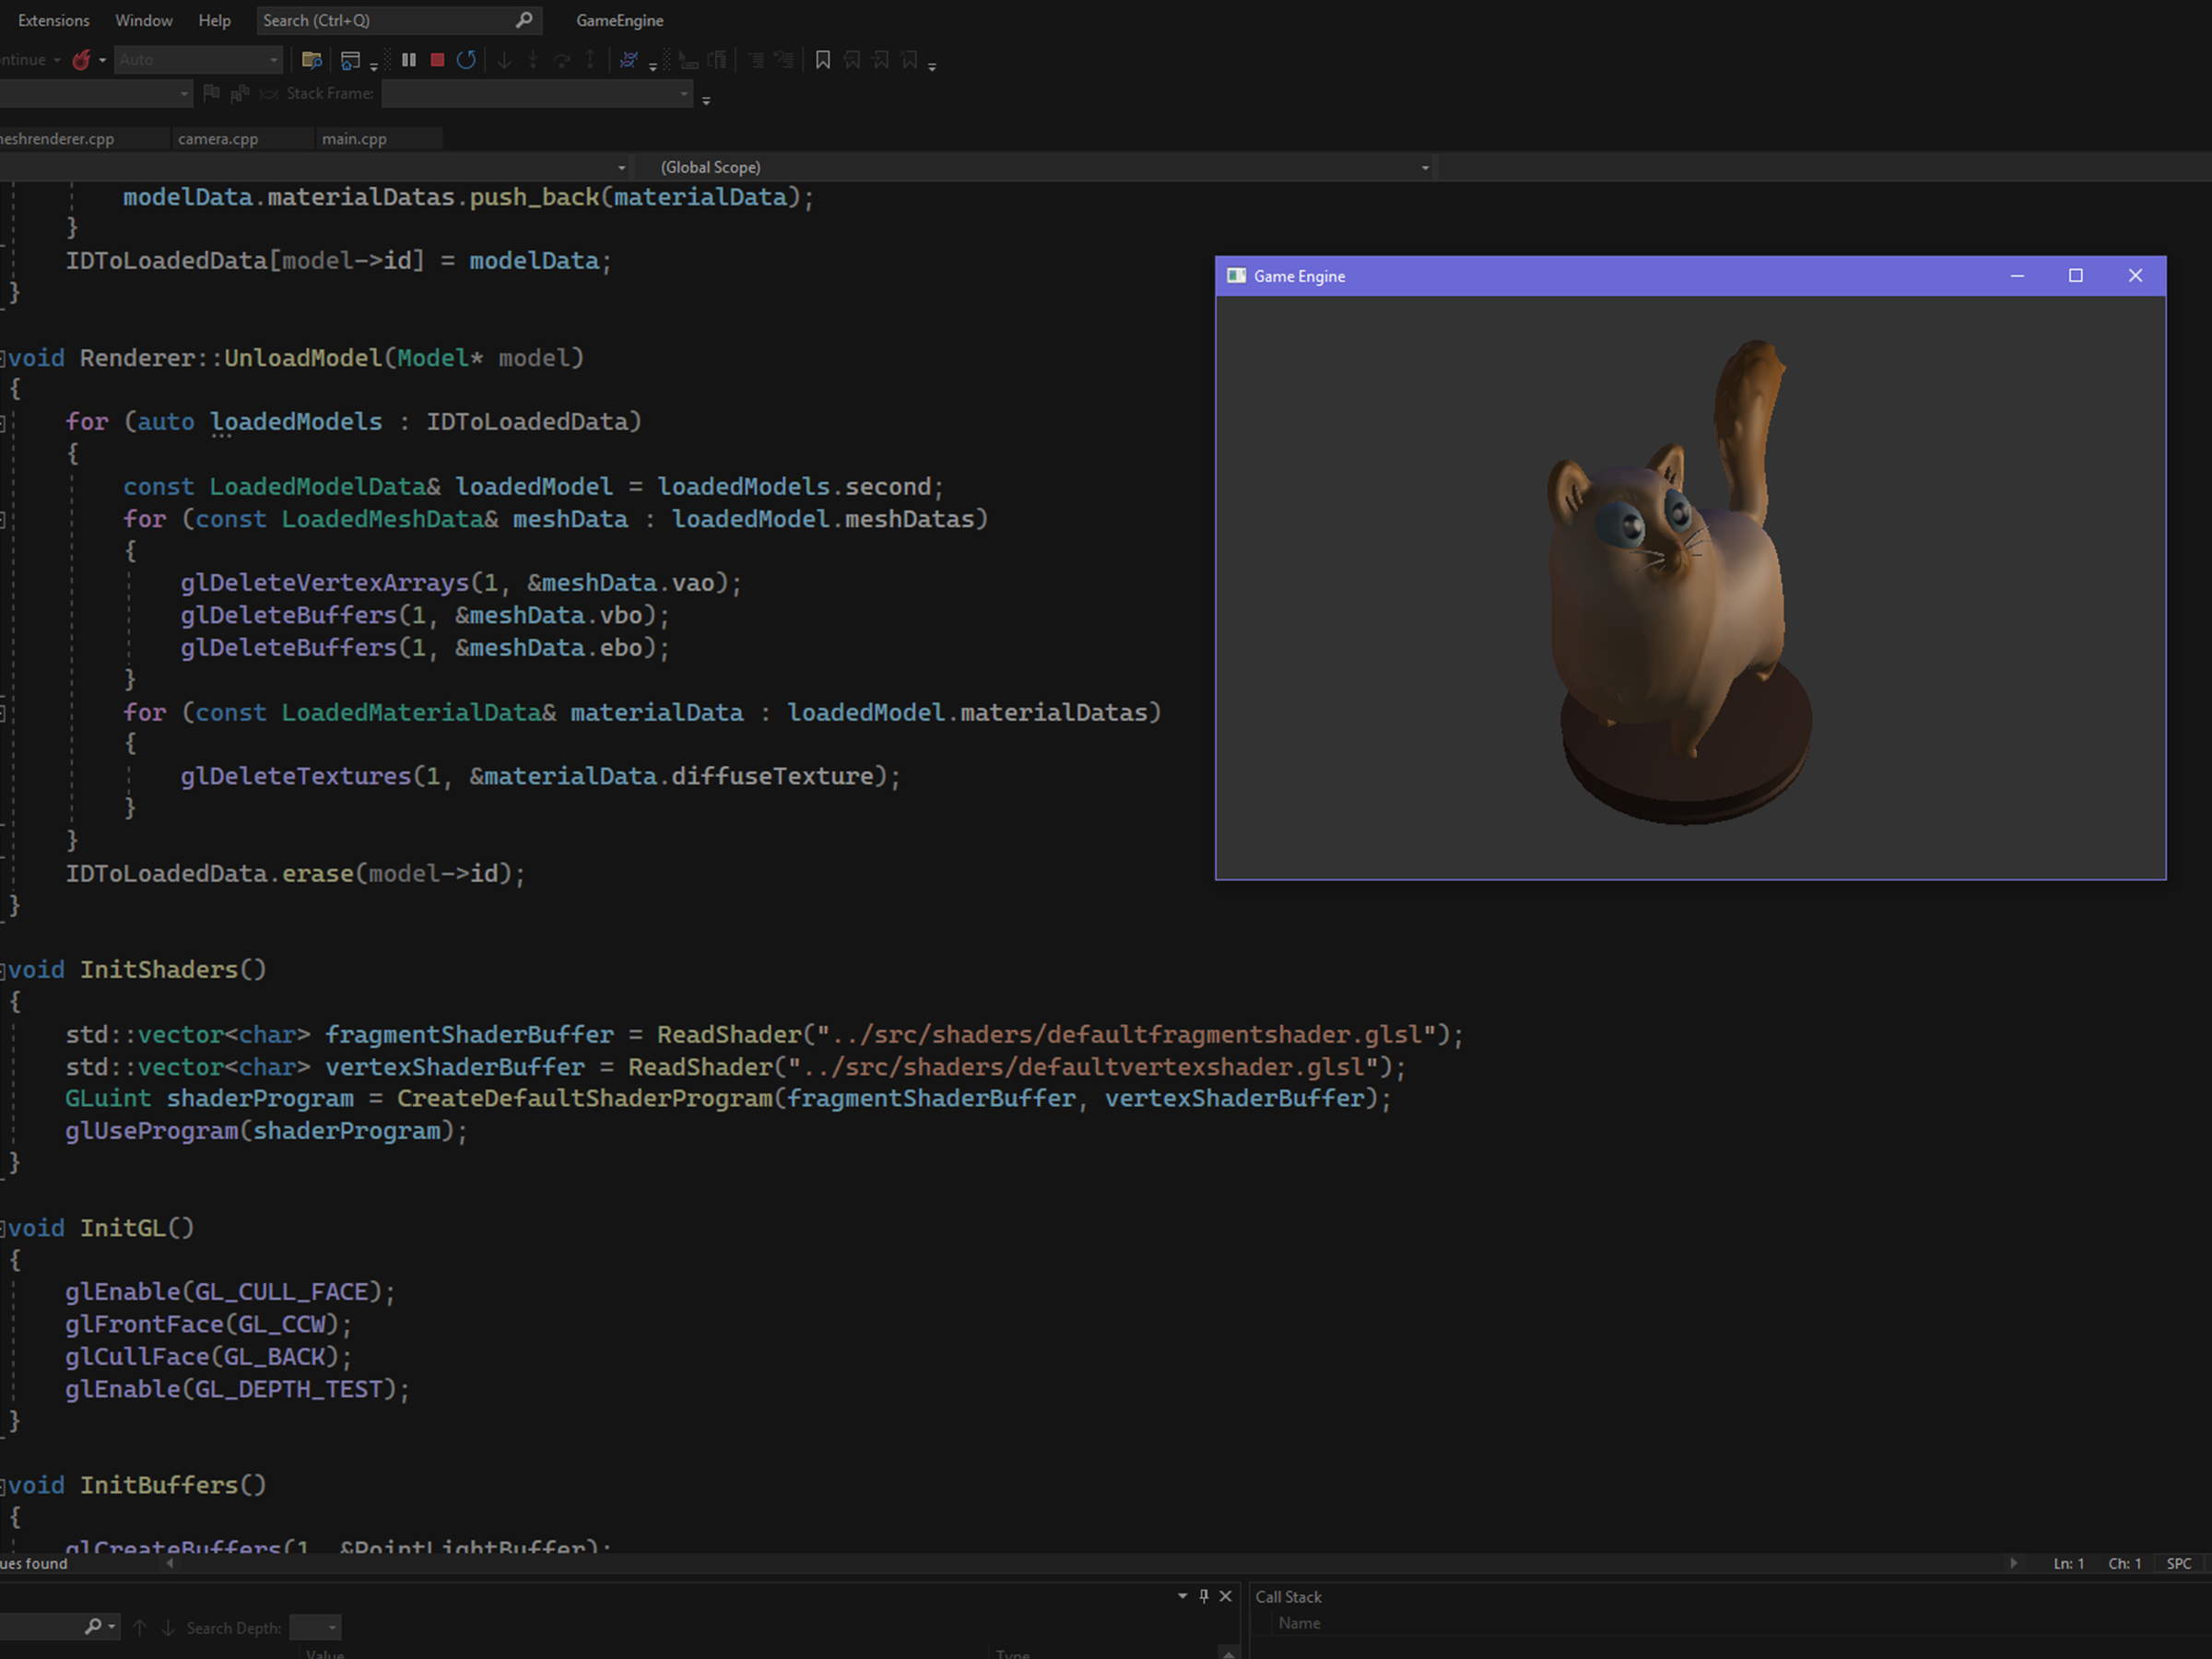 Extensions Window Help Search (Ctrl+Q) GameEngine
ntinue Auto
Stack Frame:
eshrenderer.cpp camera.cpp main.cpp
(Global Scope)
modelData.materialDatas.push_back(materialData);
}
IDToLoadedData[model->id] = modelData;
}
Game Engine
void Renderer::UnloadModel(Model* model)
{
for (auto loadedModels : IDToLoadedData)
{
const LoadedModelData& loadedModel = loadedModels.second;
for (const LoadedMeshData& meshData : loadedModel.meshDatas)
{
glDeleteVertexArrays(1, &meshData.vao);
glDeleteBuffers(1, &meshData.vbo);
glDeleteBuffers(1, &meshData.ebo);
}
for (const LoadedMaterialData& materialData : loadedModel.materialDatas)
{
glDeleteTextures(1, &materialData.diffuseTexture);
}
}
IDToLoadedData.erase(model->id);
}
void InitShaders()
{
std::vector<char> fragmentShaderBuffer = ReadShader("../src/shaders/defaultfragmentshader.glsl");
std::vector<char> vertexShaderBuffer = ReadShader("../src/shaders/defaultvertexshader.glsl");
GLuint shaderProgram = CreateDefaultShaderProgram(fragmentShaderBuffer, vertexShaderBuffer);
glUseProgram(shaderProgram);
}
void InitGL()
{
glEnable(GL_CULL_FACE);
glFrontFace(GL_CCW);
glCullFace(GL_BACK);
glEnable(GL_DEPTH_TEST);
}
void InitBuffers()
{
glCreateBuffers(1, &PointLightBuffer);
ues found Ln: 1 Ch: 1 SPC
Call Stack
Search Depth: Name
Value Type